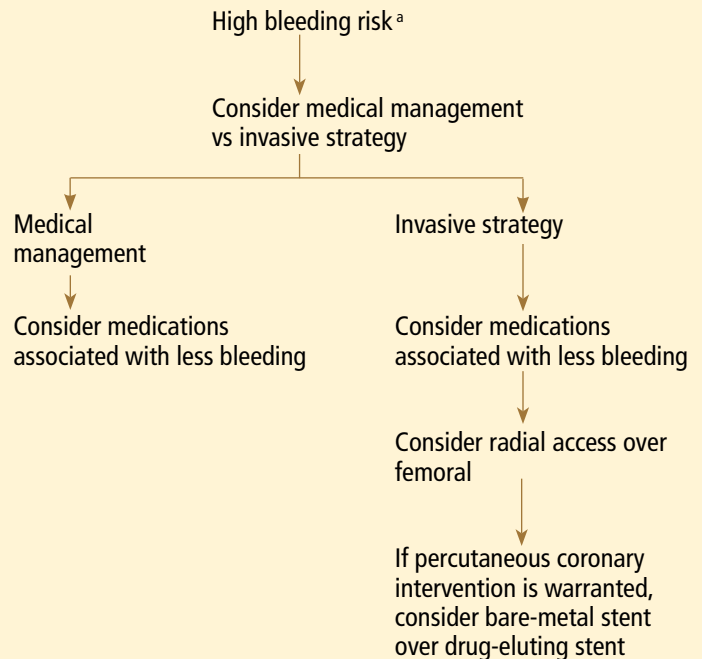 High bleeding risk a
Consider medical management
vs invasive strategy
Medical
management
Consider medications
associated with less bleeding
Invasive strategy
Consider medications
associated with less bleeding
Consider radial access over
femoral
If percutaneous coronary
intervention is warranted,
consider bare-metal stent
over drug-eluting stent